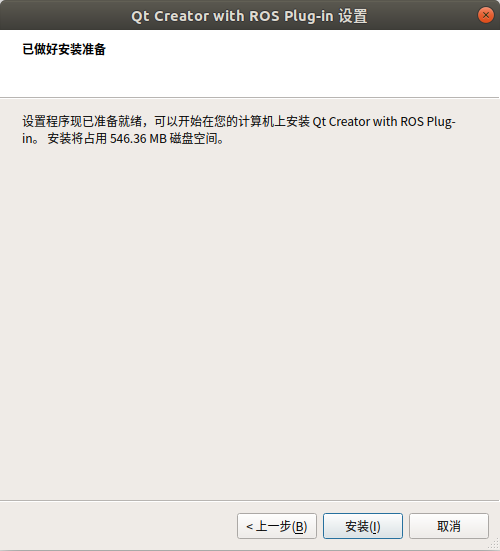 Qt Creator with ROS Plug-in 设置
已做好安装准备
设置程序现已准备就绪，可以开始在您的计算机上安装 Qt Creator with ROS Plug-
in。 安装将占用 546.36 MB 磁盘空间。
< 上一步(B)
安装(I)
取消